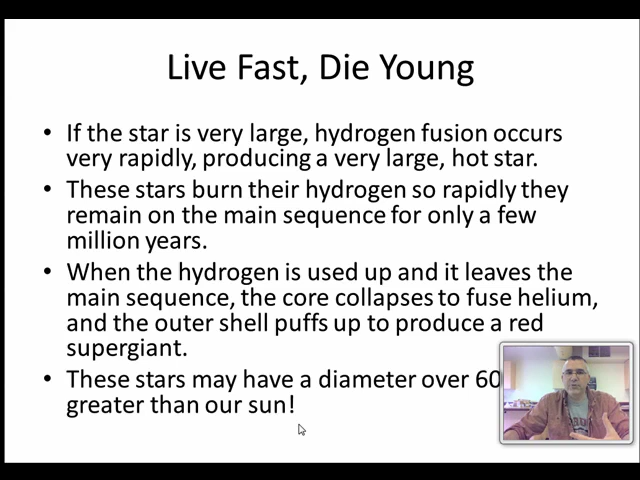 Live Fast, Die Young
• If the star is very large, hydrogen fusion occurs
very rapidly, producing a very large, hot star.
• These stars burn their hydrogen so rapidly they
remain on the main sequence for only a few
million years.
• When the hydrogen is used up and it leaves the
main sequence, the core collapses to fuse helium,
and the outer shell puffs up to produce a red
supergiant.
• These stars may have a diameter over 60
greater than our sun!